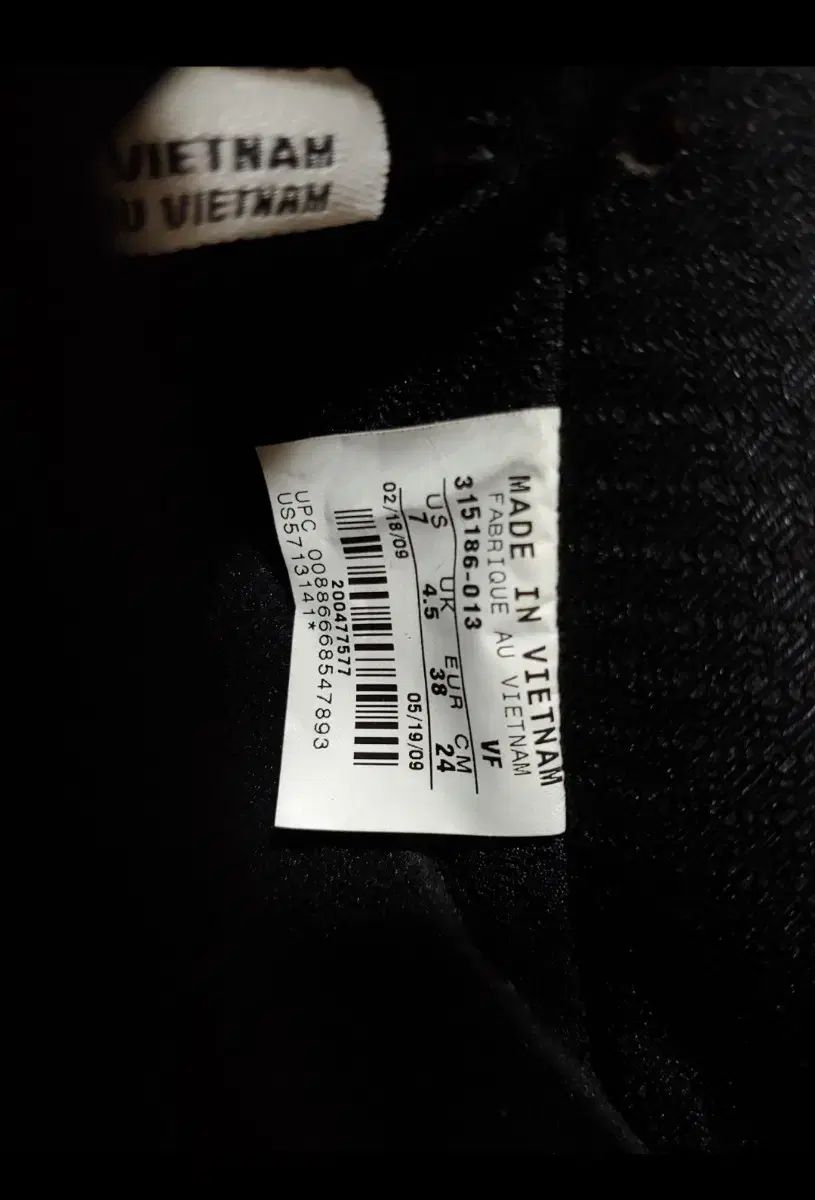 VIETNAM
U VIETNAM
MADE IN VIETNAM
FABRIQUE AU VIETNAM
315186-013 VF
US UK EUR CM
7 4.5 38 24
02/18/09 05/19/09
200477577
UPC 00886668547893
US5713141*